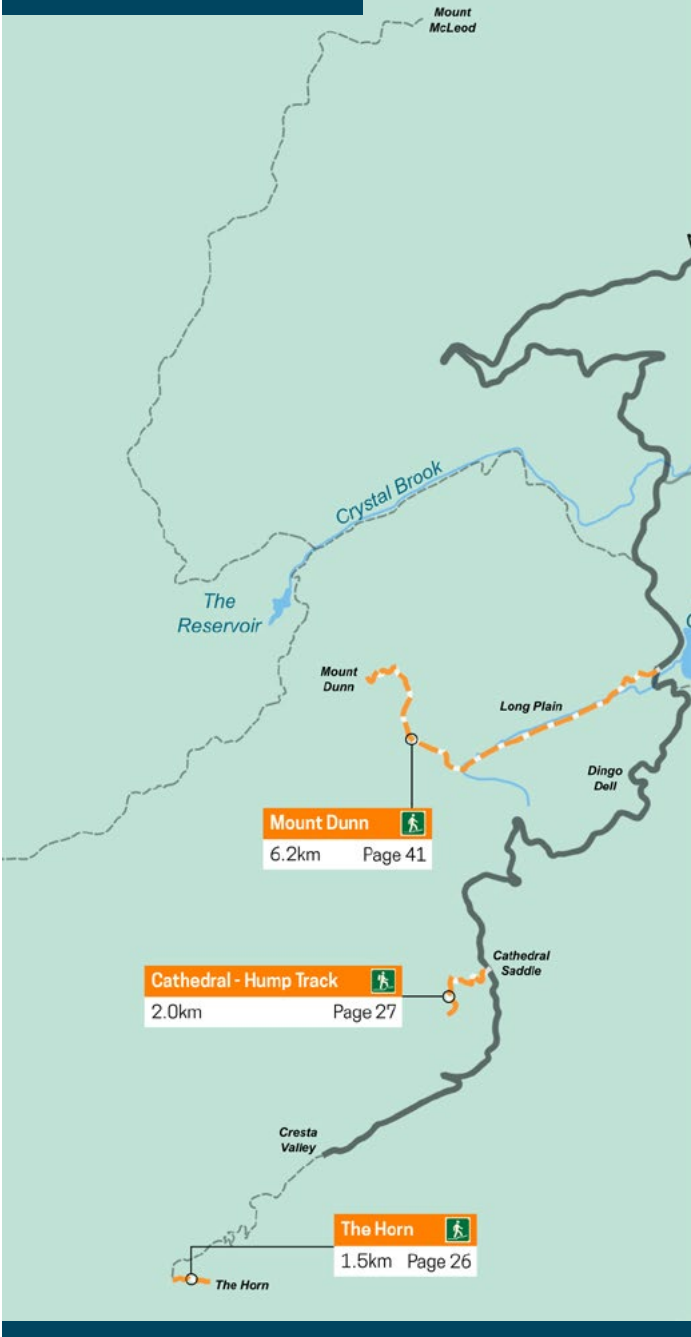 Mount
McLeod
Crystal Brook
The
Reservoir
Mount
Dunn
Long Plain
Dingo
Dell
Mount Dunn
6.2km Page 41
Cathedral
Saddle
Cathedral - Hump Track
2.0km Page 27
Cresta
Valley
The Horn
1.5km Page 26
The Horn